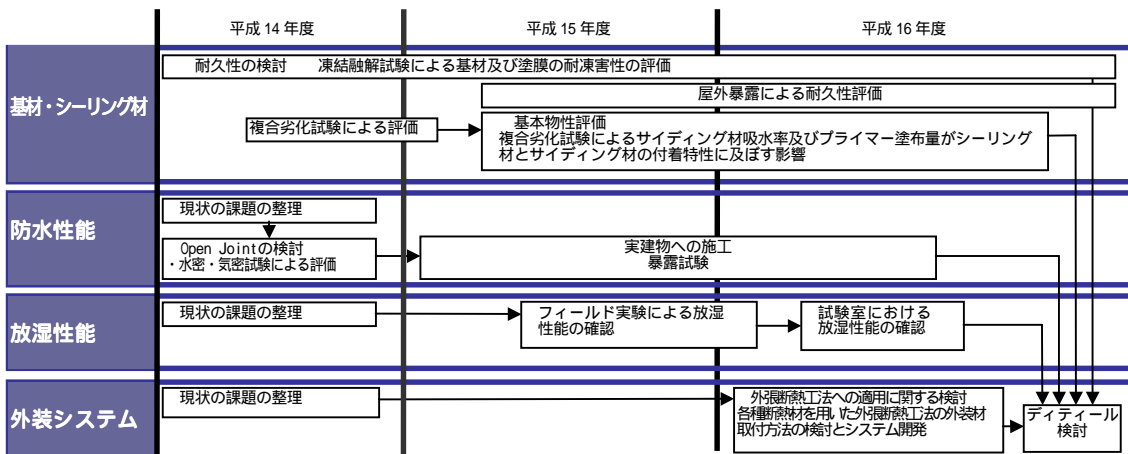 平成 14 年度
平成 15 年度
平成 16 年度
基材・シーリング材
耐久性の検討　凍結融解試験による基材及び塗膜の耐凍害性の評価
屋外暴露による耐久性評価
複合劣化試験による評価
基本物性評価
複合劣化試験によるサイディング材吸水率及びプライマー塗布量がシーリング
材とサイディング材の付着特性に及ぼす影響
防水性能
現状の課題の整理
Open Jointの検討
・水密・気密試験による評価
実建物への施工
暴露試験
放湿性能
現状の課題の整理
フィールド実験による放湿
性能の確認
試験室における
放湿性能の確認
外装システム
現状の課題の整理
外張断熱工法への適用に関する検討
各種断熱材を用いた外張断熱工法の外装材
取付方法の検討とシステム開発
ディティール
検討